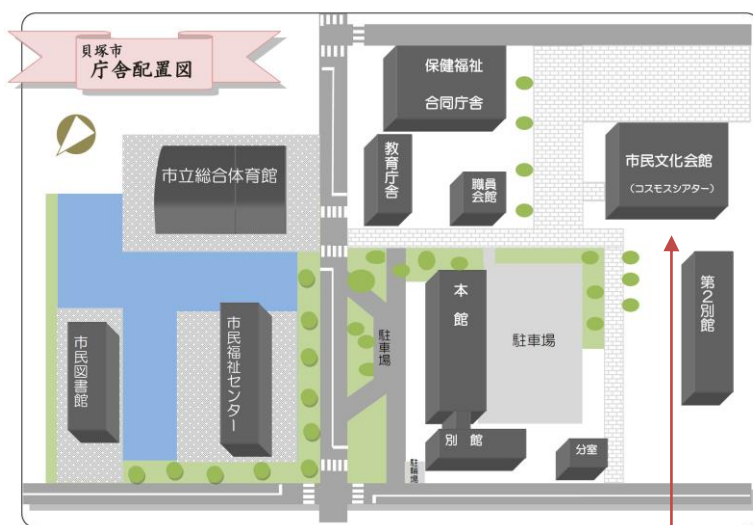 貝塚市
庁舎配置図
保健福祉
合同庁舎
市立総合体育館
教育庁舎
職員
会館
市民文化会館
（コスモスシアター）
第２別館
本館
駐車場
駐車場
市民図書館
市民福祉センター
別館
分室
駐輪場